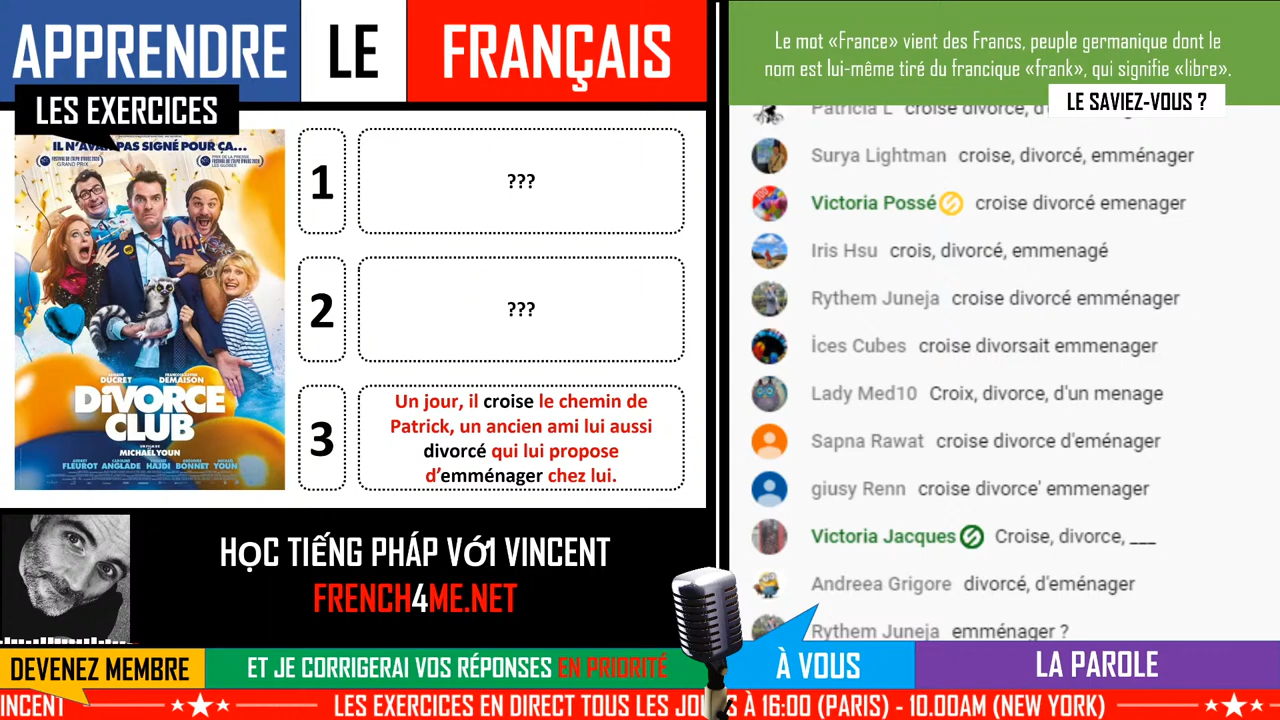 APPRENDRE LE FRANÇAIS
LES EXERCICES
IL N'AVAIT PAS SIGNÉ POUR ÇA...
GRAND PRIX
DUCRET DEMAISON
DiVORCE
CLUB
UN FILM DE
MICHAËL YOUN
FLEUROT ANGLADE HAJDI BONNET YOUN
1
???
2
???
3
Un jour, il croise le chemin de
Patrick, un ancien ami lui aussi
divorcé qui lui propose
d'emménager chez lui.
HỌC TIẾNG PHÁP VỚI VINCENT
FRENCH4ME.NET
DEVENEZ MEMBRE
ET JE CORRIGERAI VOS RÉPONSES EN PRIORITÉ
Le mot «France» vient des Francs, peuple germanique dont le
nom est lui-même tiré du francique «frank», qui signifie «libre».
LE SAVIEZ-VOUS ?
Patricia L croise divorcé,
Surya Lightman croise, divorcé, emménager
Victoria Possé croise divorcé emenager
Iris Hsu crois, divorcé, emmenagé
Rythem Juneja croise divorcé emménager
İces Cubes croise divorsait emmenager
Lady Med10 Croix, divorce, d'un menage
Sapna Rawat croise divorce d'eménager
giusy Renn croise divorce' emmenager
Victoria Jacques Croise, divorce, ___
Andreea Grigore divorcé, d'eménager
Rythem Juneja emménager ?
À VOUS
LA PAROLE
INCENT LES EXERCICES EN DIRECT TOUS LES JOURS À 16:00 (PARIS) - 10.00AM (NEW YORK)